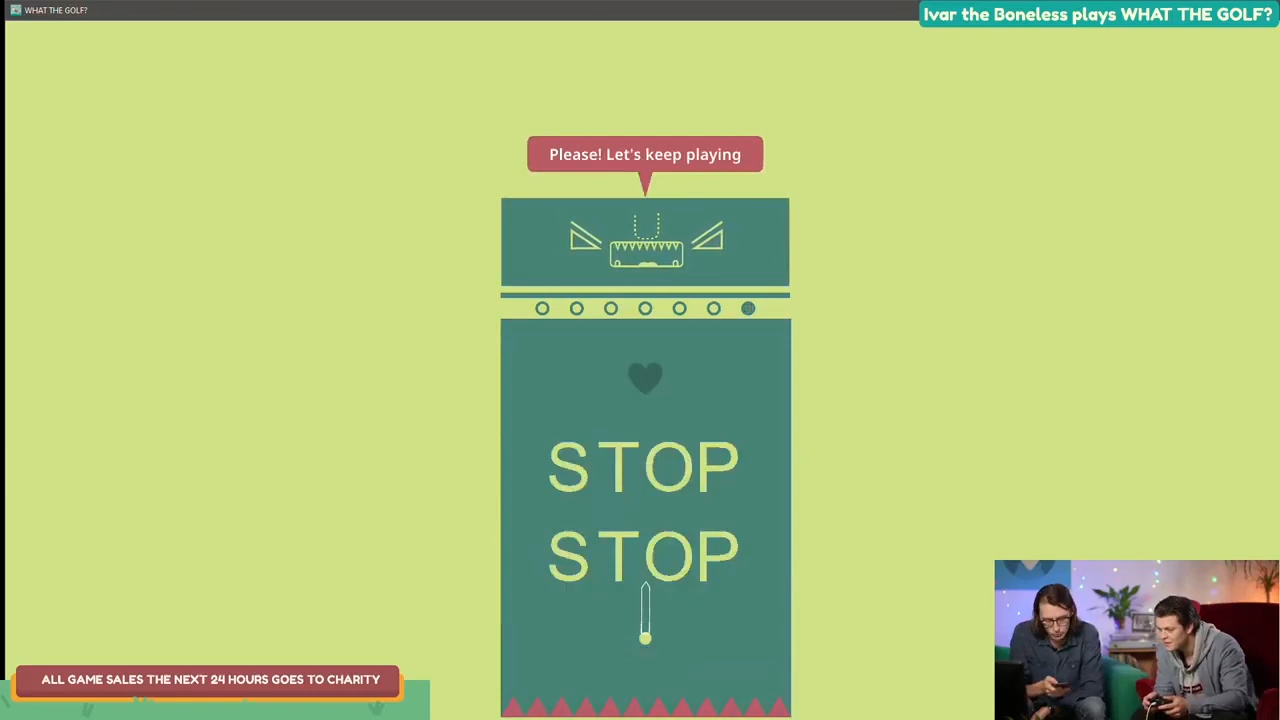 WHAT THE GOLF?
Ivar the Boneless plays WHAT THE GOLF?
Please! Let's keep playing
STOP
STOP
ALL GAME SALES THE NEXT 24 HOURS GOES TO CHARITY